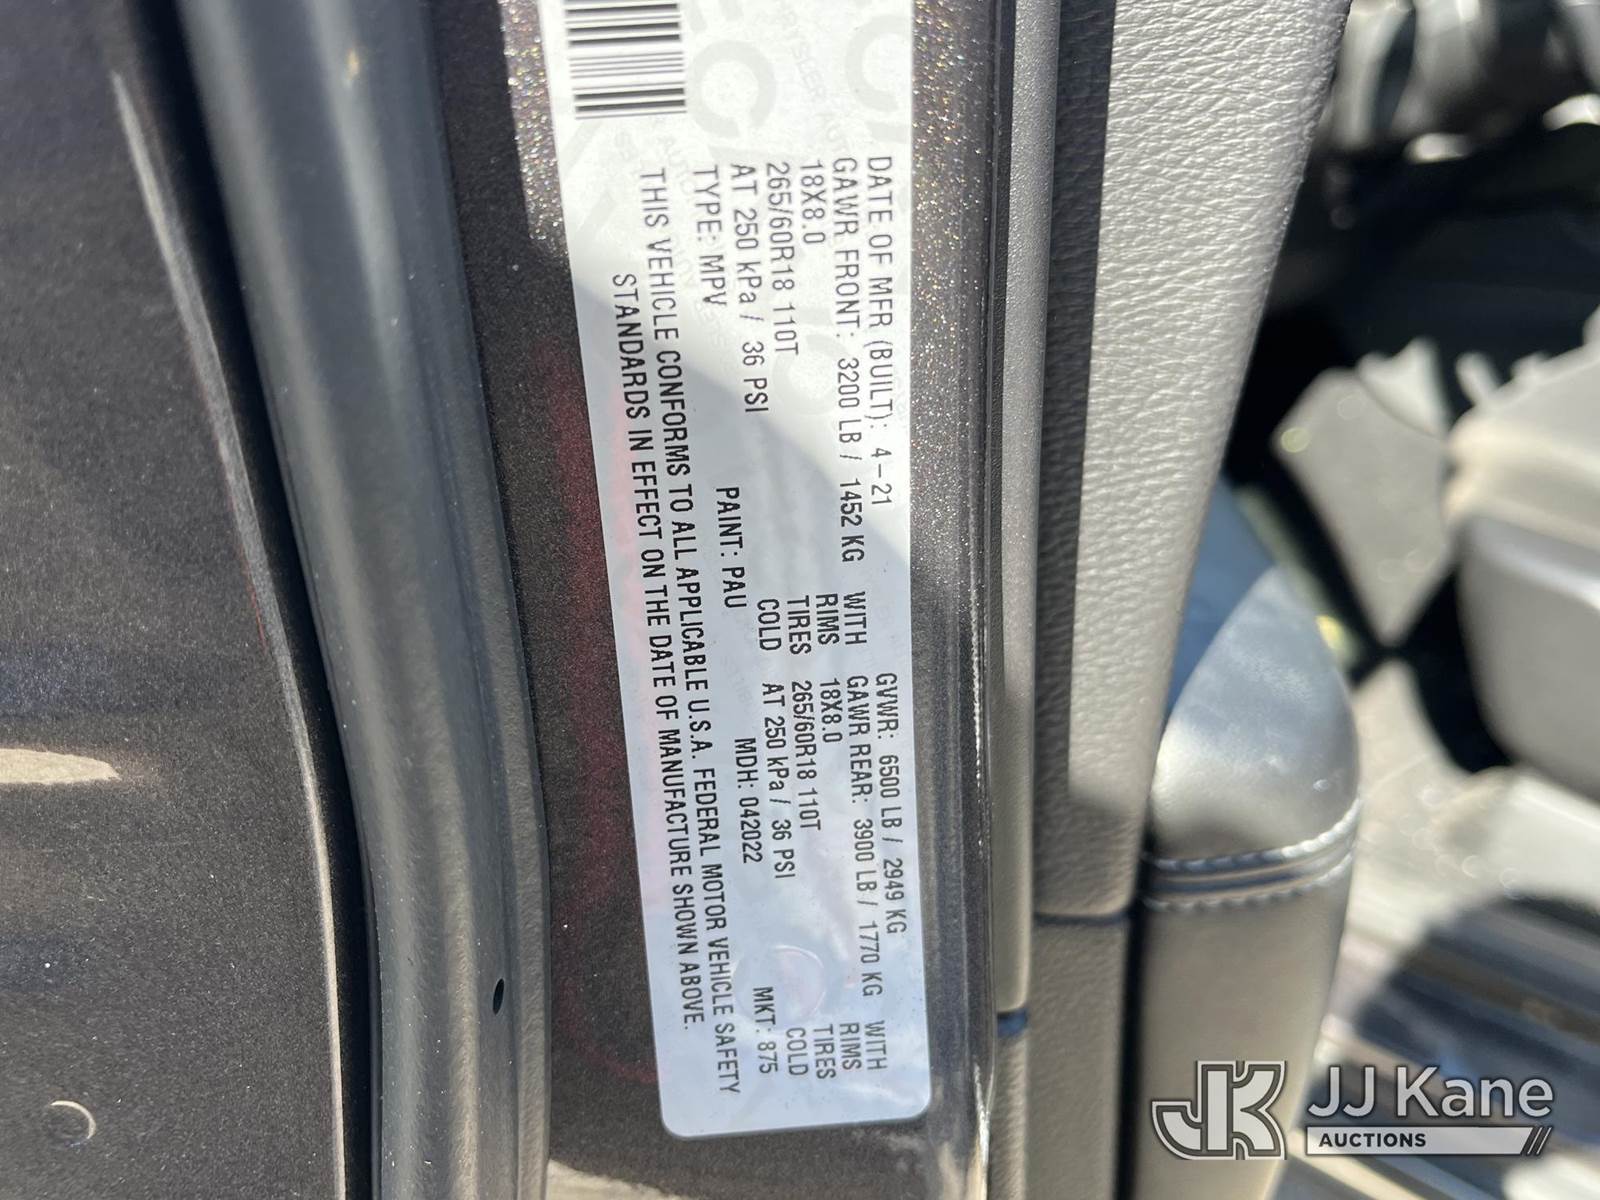 DATE OF MFR (BUILT): 4-21 GVWR: 6500 LB / 2949 KG
GAWR FRONT: 3200 LB / 1452 KG WITH GAWR REAR: 3900 LB / 1770 KG WITH
18X8.0 RIMS 18X8.0 RIMS
265/60R18 110T TIRES 265/60R18 110T TIRES
AT 250 kPa / 36 PSI COLD AT 250 kPa / 36 PSI COLD
TYPE: MPV PAINT: PAU MDH: 042022 MKT: 875
THIS VEHICLE CONFORMS TO ALL APPLICABLE U.S.A. FEDERAL MOTOR VEHICLE SAFETY
STANDARDS IN EFFECT ON THE DATE OF MANUFACTURE SHOWN ABOVE.
JK JJ Kane
AUCTIONS